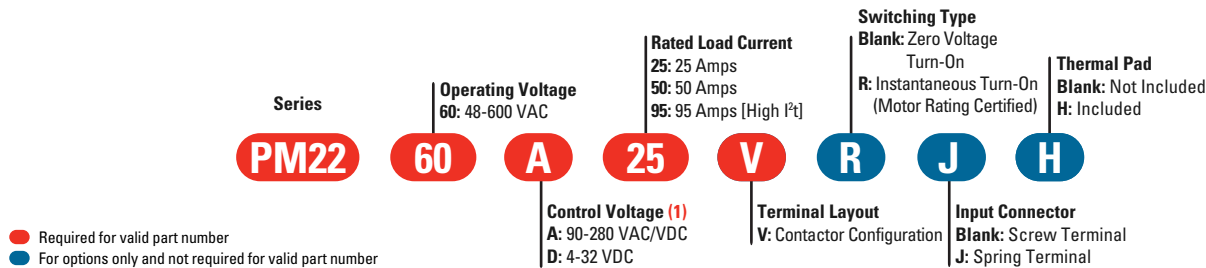 Switching Type
Blank: Zero Voltage
Turn-On
R: Instantaneous Turn-On
(Motor Rating Certified)
Rated Load Current
25: 25 Amps
50: 50 Amps
95: 95 Amps [High I²t]
Thermal Pad
Blank: Not Included
H: Included
Operating Voltage
60: 48-600 VAC
Series
PM22 60 A 25 V R J H
Control Voltage (1)
A: 90-280 VAC/VDC
D: 4-32 VDC
Terminal Layout
V: Contactor Configuration
Input Connector
Blank: Screw Terminal
J: Spring Terminal
Required for valid part number
For options only and not required for valid part number